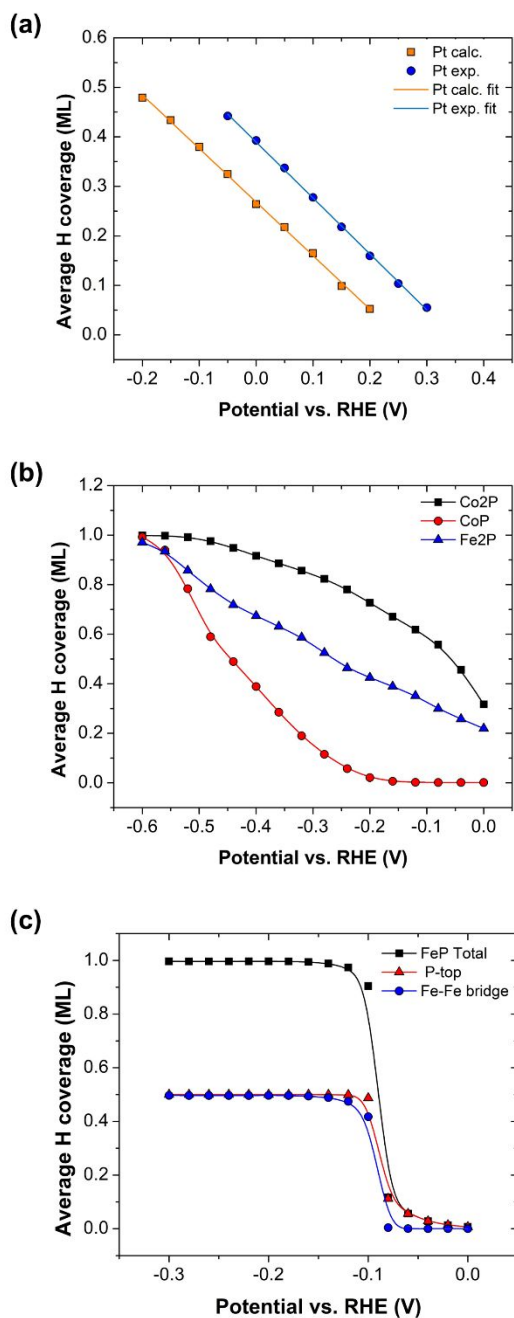 (a)
0.6
0.5
0.4
0.3
0.2
0.1
0.0
Average H coverage (ML)
Pt calc.
Pt exp.
Pt calc. fit
Pt exp. fit
-0.2 -0.1 0.0 0.1 0.2 0.3 0.4
Potential vs. RHE (V)
(b)
1.2
1.0
0.8
0.6
0.4
0.2
0.0
Average H coverage (ML)
Co2P
CoP
Fe2P
-0.6 -0.5 -0.4 -0.3 -0.2 -0.1 0.0
Potential vs. RHE (V)
(c)
1.0
0.8
0.6
0.4
0.2
0.0
Average H coverage (ML)
FeP Total
P-top
Fe-Fe bridge
-0.3 -0.2 -0.1 0.0
Potential vs. RHE (V)